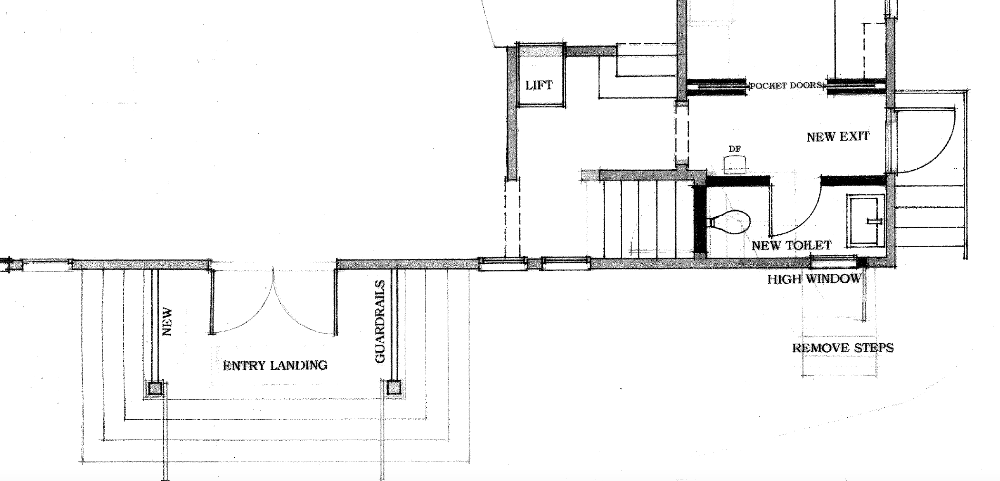 LIFT
POCKET DOORS
NEW EXIT
DF
NEW TOILET
HIGH WINDOW
NEW
GUARDRAILS
ENTRY LANDING
REMOVE STEPS